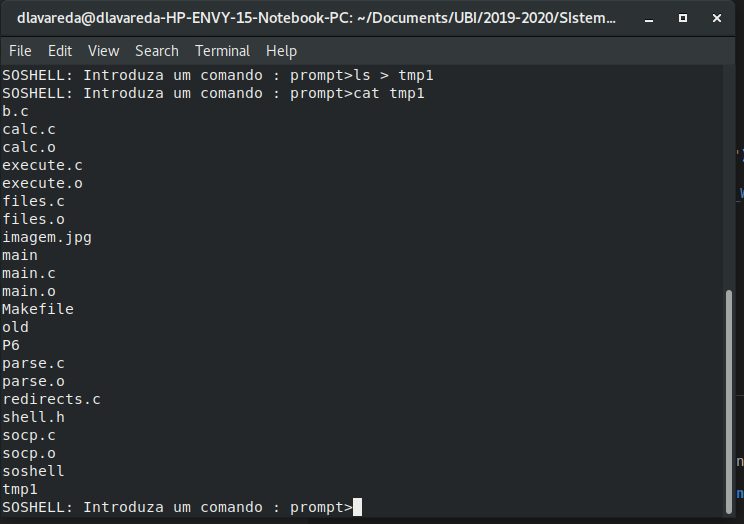 dlavareda@dlavareda-HP-ENVY-15-Notebook-PC: ~/Documents/UBI/2019-2020/SIstem...
File Edit View Search Terminal Help
SOSHELL: Introduza um comando : prompt>ls > tmp1
SOSHELL: Introduza um comando : prompt>cat tmp1
b.c
calc.c
calc.o
execute.c
execute.o
files.c
files.o
imagem.jpg
main
main.c
main.o
Makefile
old
P6
parse.c
parse.o
redirects.c
shell.h
socp.c
socp.o
soshell
tmp1
SOSHELL: Introduza um comando : prompt>